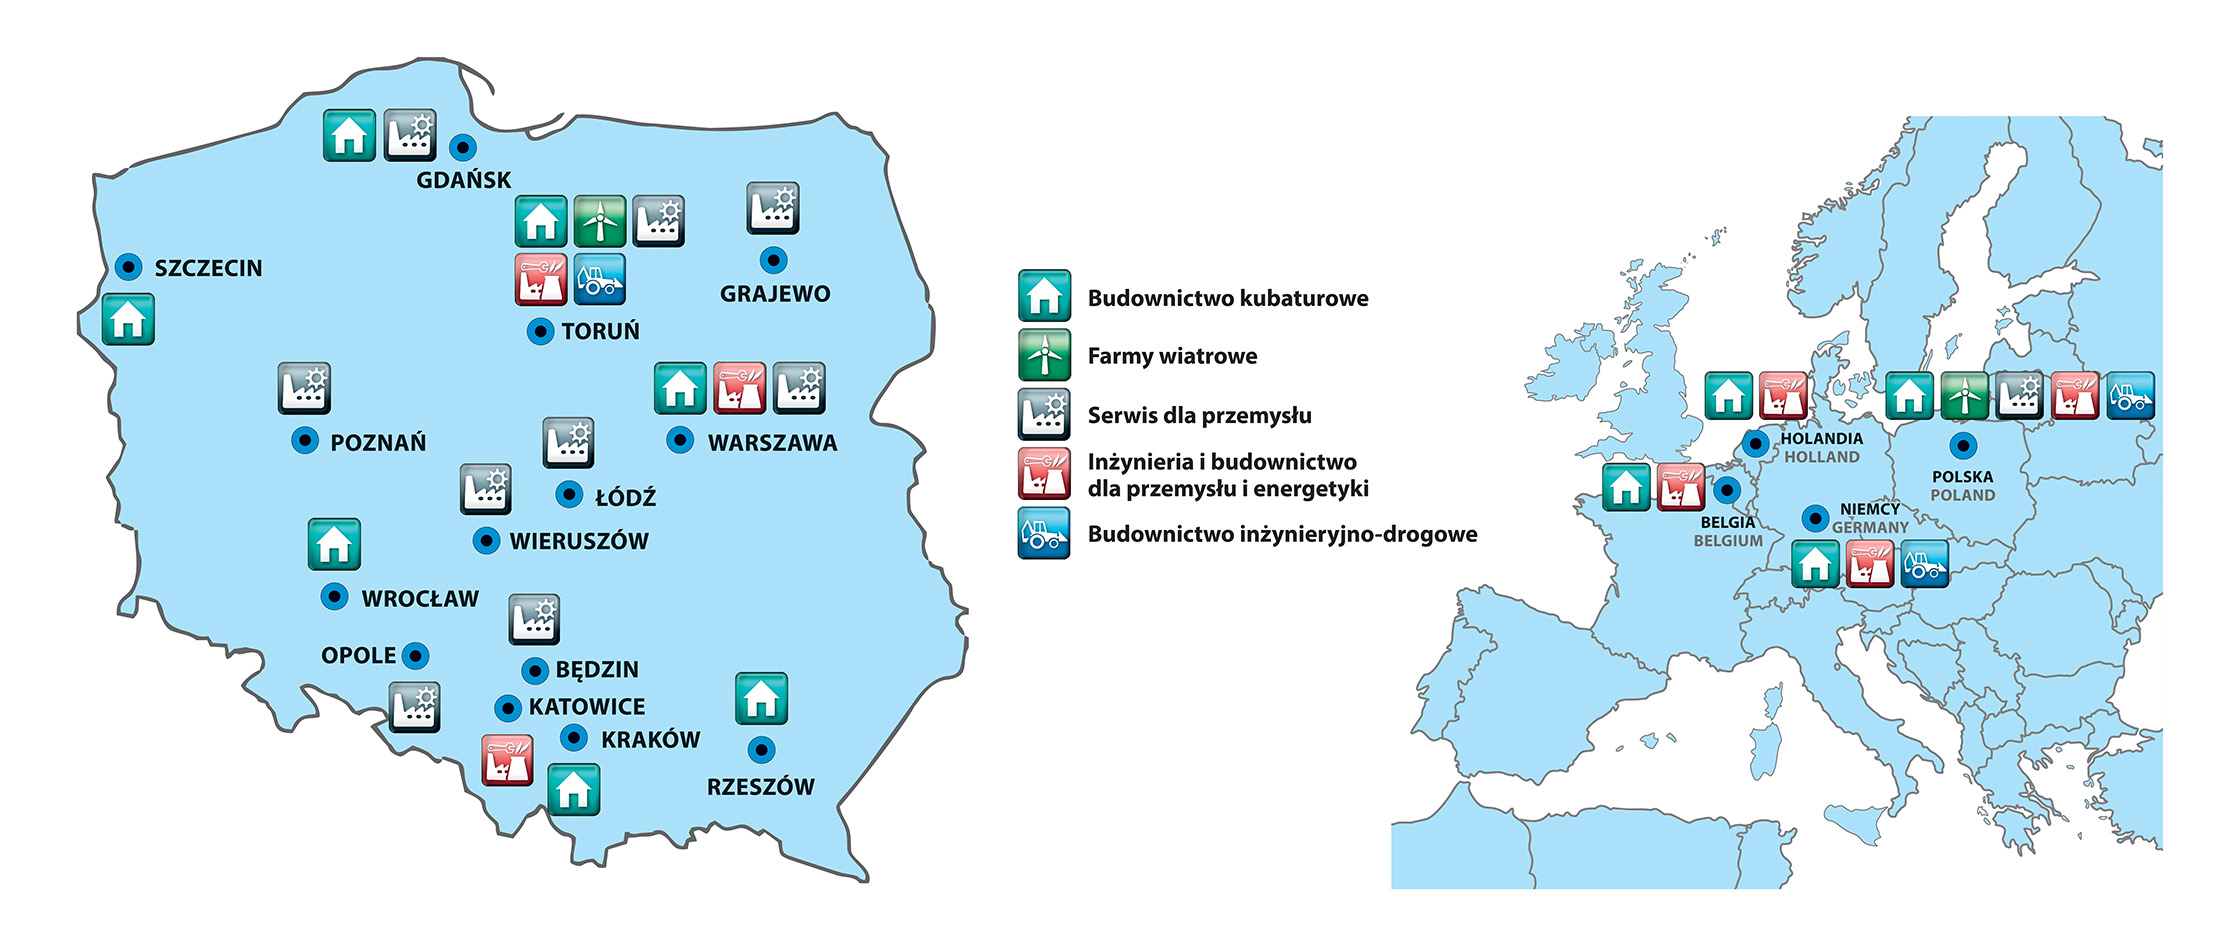 GDAŃSK
SZCZECIN
GRAJEWO
TORUŃ
POZNAŃ
WARSZAWA
ŁÓDŹ
WIERUSZÓW
WROCŁAW
OPOLE
BĘDZIN
KATOWICE
KRAKÓW
RZESZÓW
Budownictwo kubaturowe
Farmy wiatrowe
Serwis dla przemysłu
Inżynieria i budownictwo
dla przemysłu i energetyki
Budownictwo inżynieryjno-drogowe
HOLANDIA
HOLLAND
POLSKA
POLAND
BELGIA
BELGIUM
NIEMCY
GERMANY